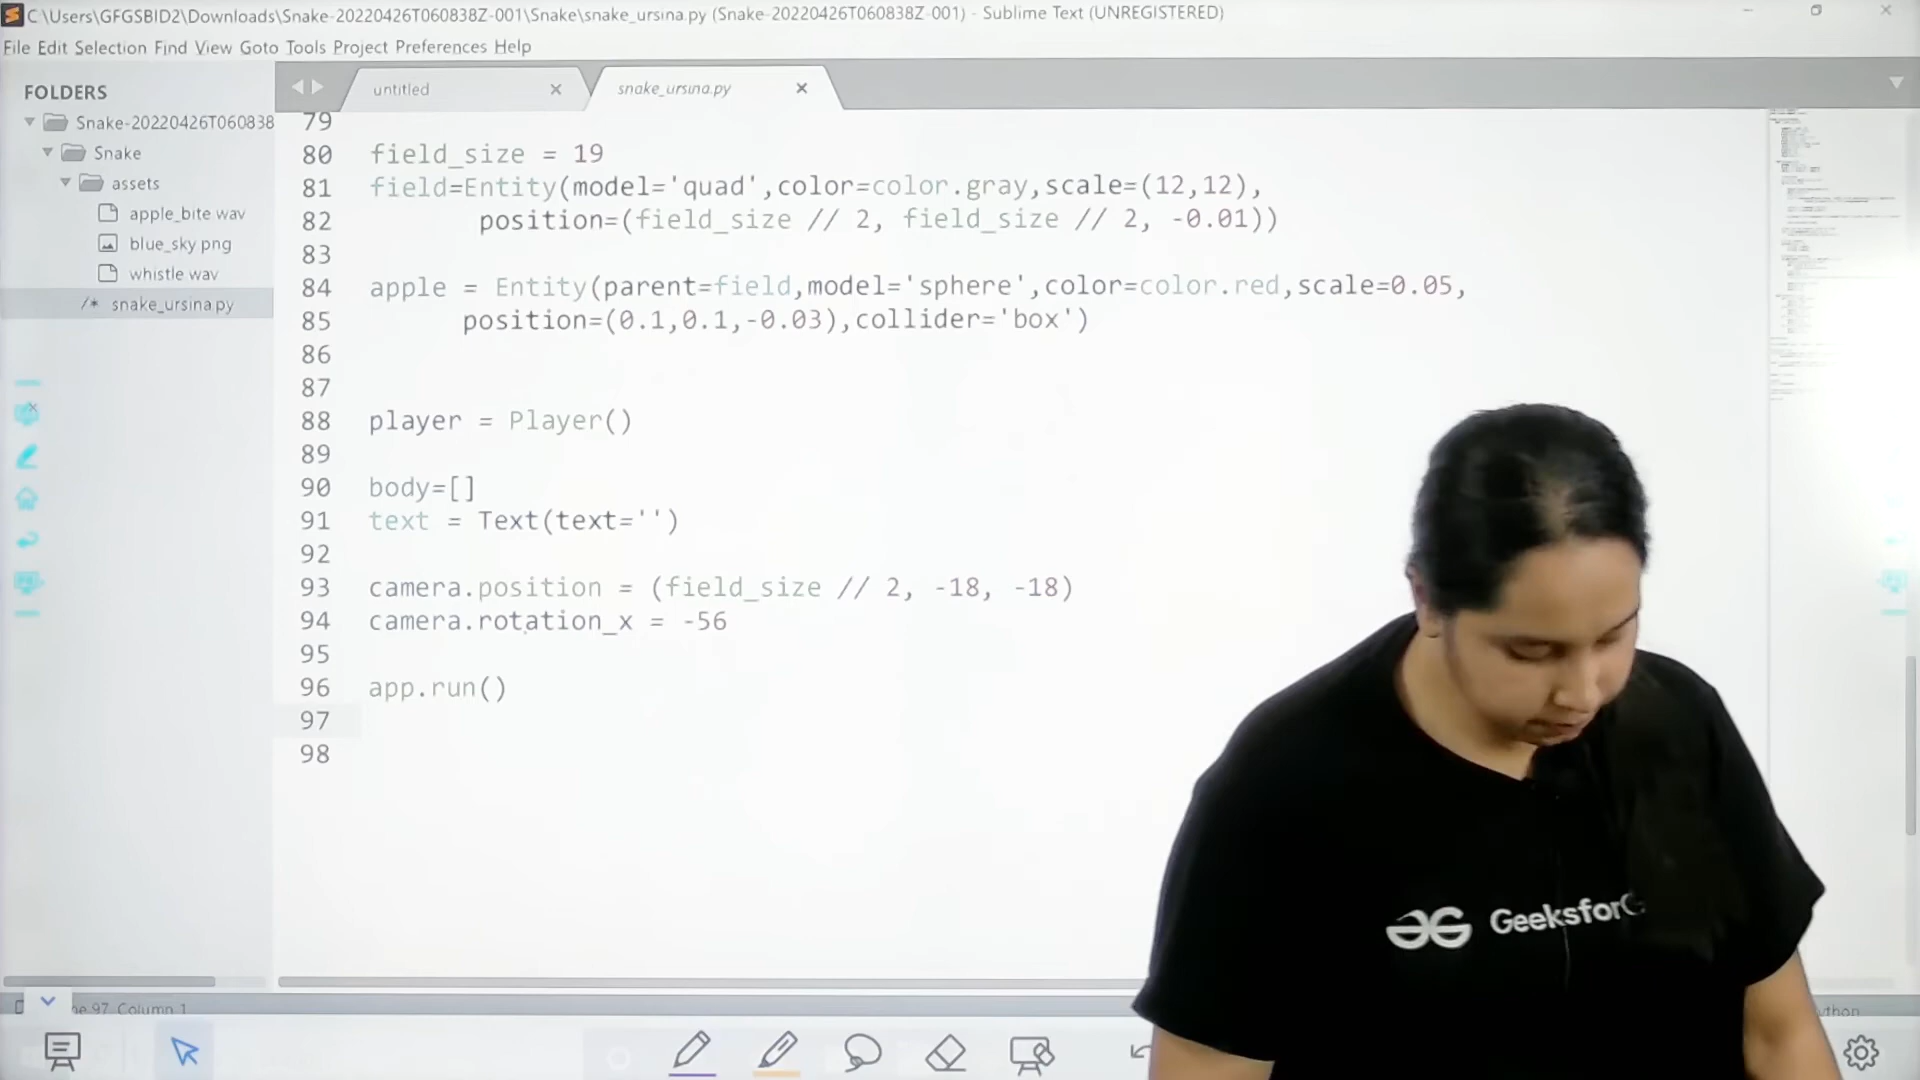 C:\Users\GFGSBID2\Downloads\Snake-20220426T060838Z-001\Snake\snake_ursina.py (Snake-20220426T060838Z-001) - Sublime Text (UNREGISTERED)
File Edit Selection Find View Goto Tools Project Preferences Help
FOLDERS
Snake-20220426T060838
Snake
assets
apple_bite wav
blue_sky png
whistle wav
/* snake_ursina.py
untitled
snake_ursina.py
79
80 field_size = 19
81 field=Entity(model='quad',color=color.gray,scale=(12,12),
82 position=(field_size // 2, field_size // 2, -0.01))
83
84 apple = Entity(parent=field,model='sphere',color=color.red,scale=0.05,
85 position=(0.1,0.1,-0.03),collider='box')
86
87
88 player = Player()
89
90 body=[]
91 text = Text(text='')
92
93 camera.position = (field_size // 2, -18, -18)
94 camera.rotation_x = -56
95
96 app.run()
97
98
97, Column 1
GeeksforG